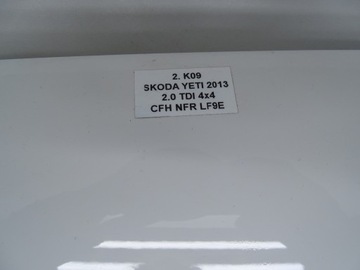 2. K09
SKODA YETI 2013
2.0 TDI 4x4
CFH NFR LF9E